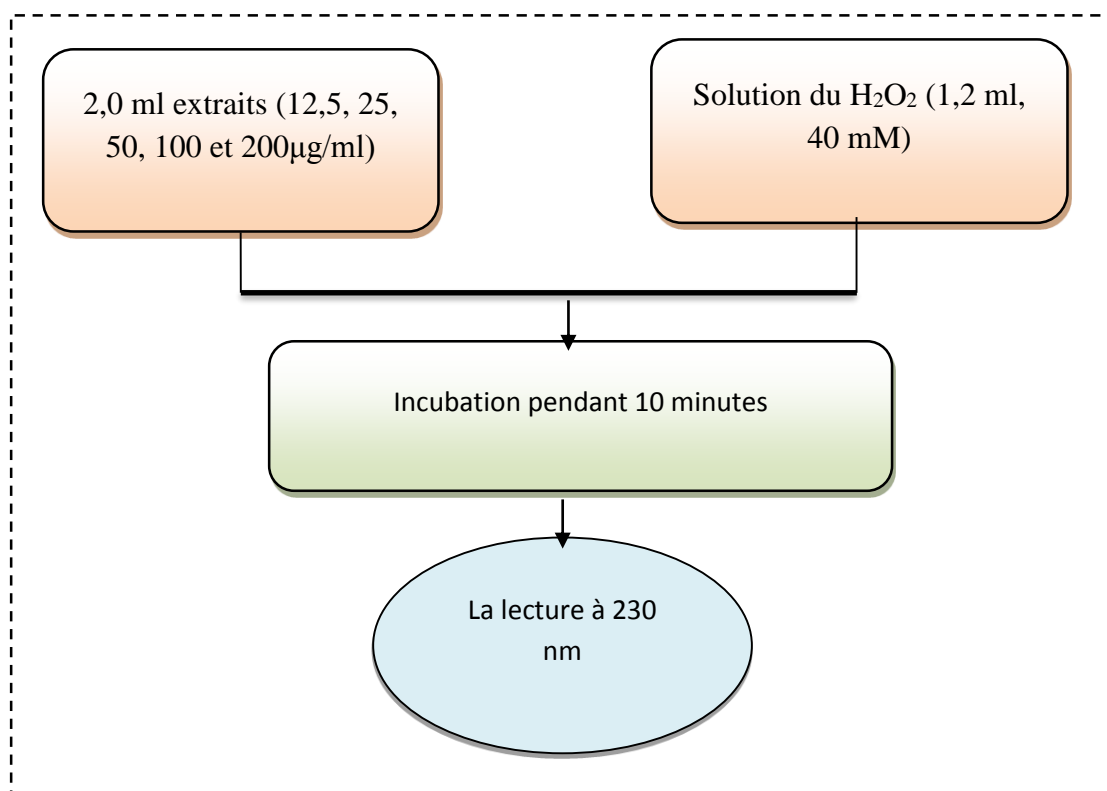 2,0 ml extraits (12,5, 25,
50, 100 et 200µg/ml)
Solution du H₂O₂ (1,2 ml,
40 mM)
Incubation pendant 10 minutes
La lecture à 230
nm